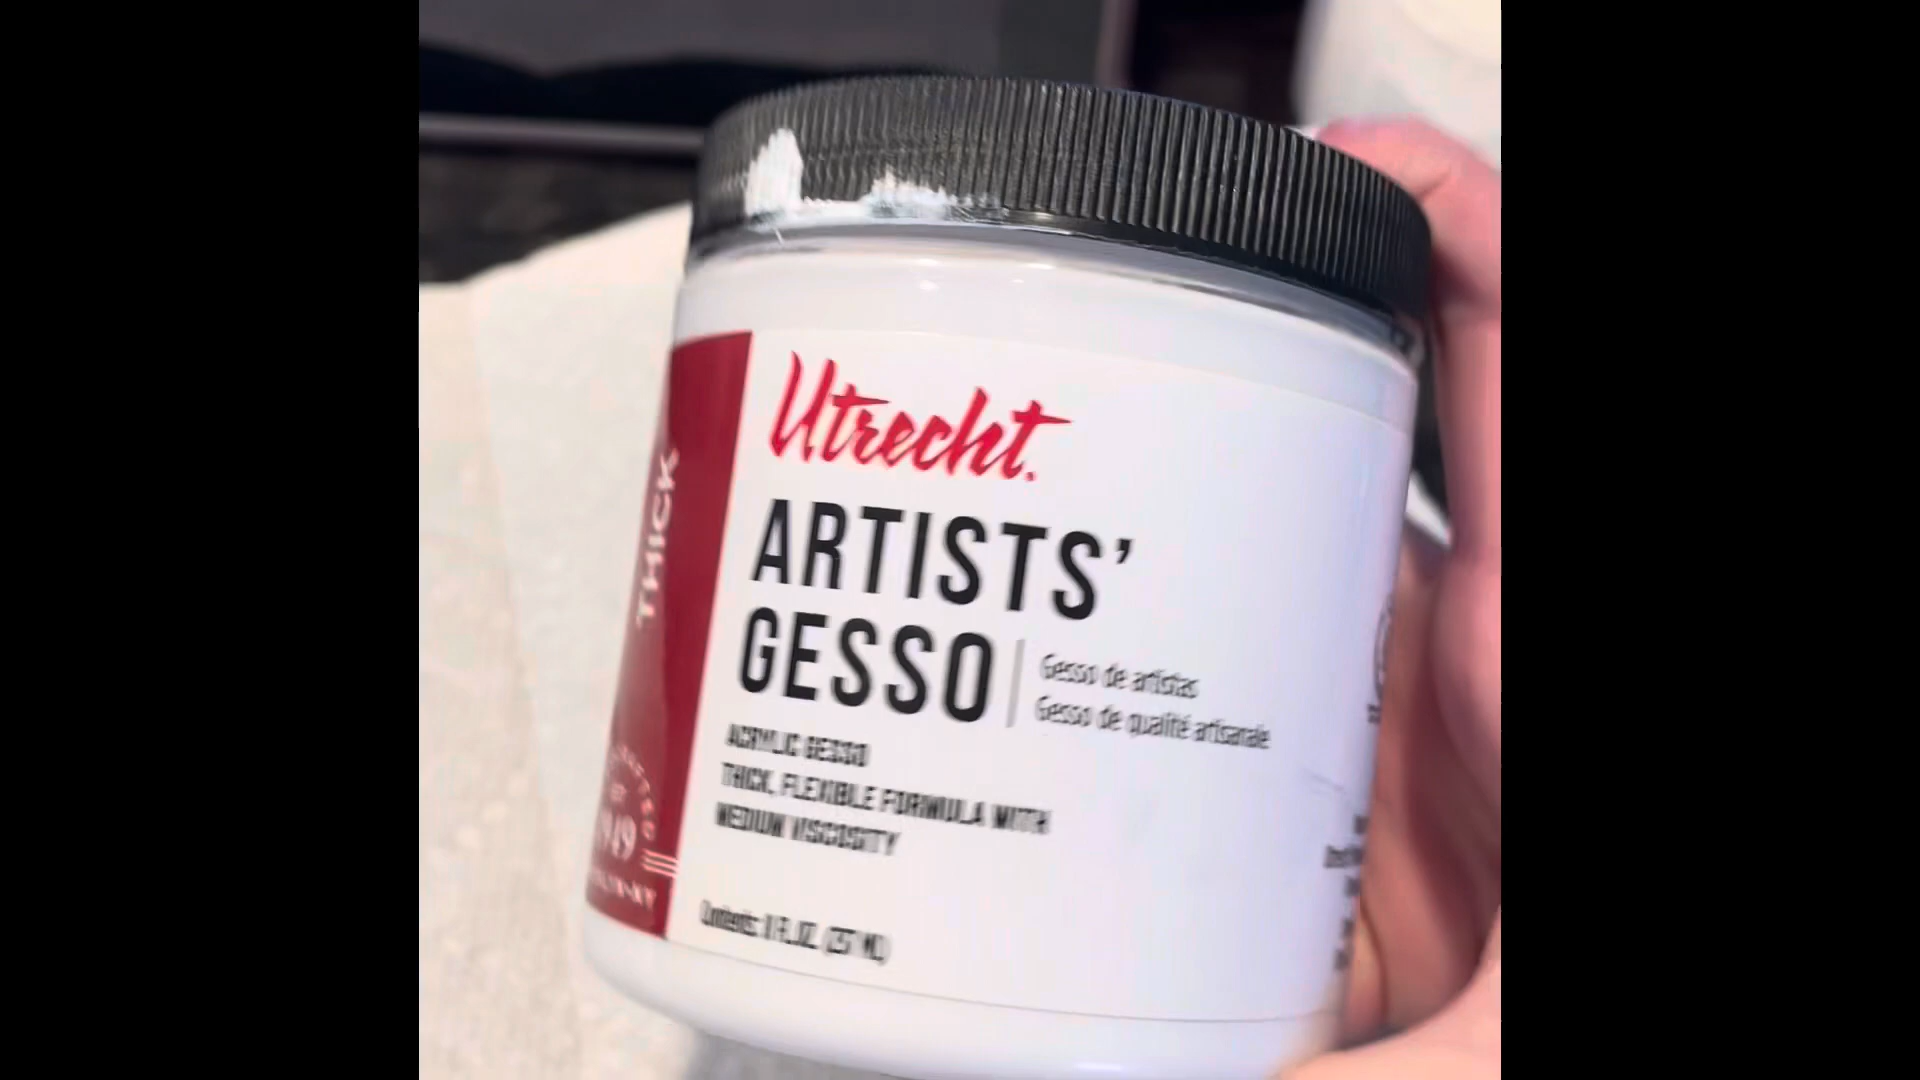 Utrecht.
ARTISTS'
GESSO
Gesso de artistas
Gesso de qualité artisanale
ACRYLIC GESSO
THICK, FLEXIBLE FORMULA WITH
MEDIUM VISCOSITY
THICK